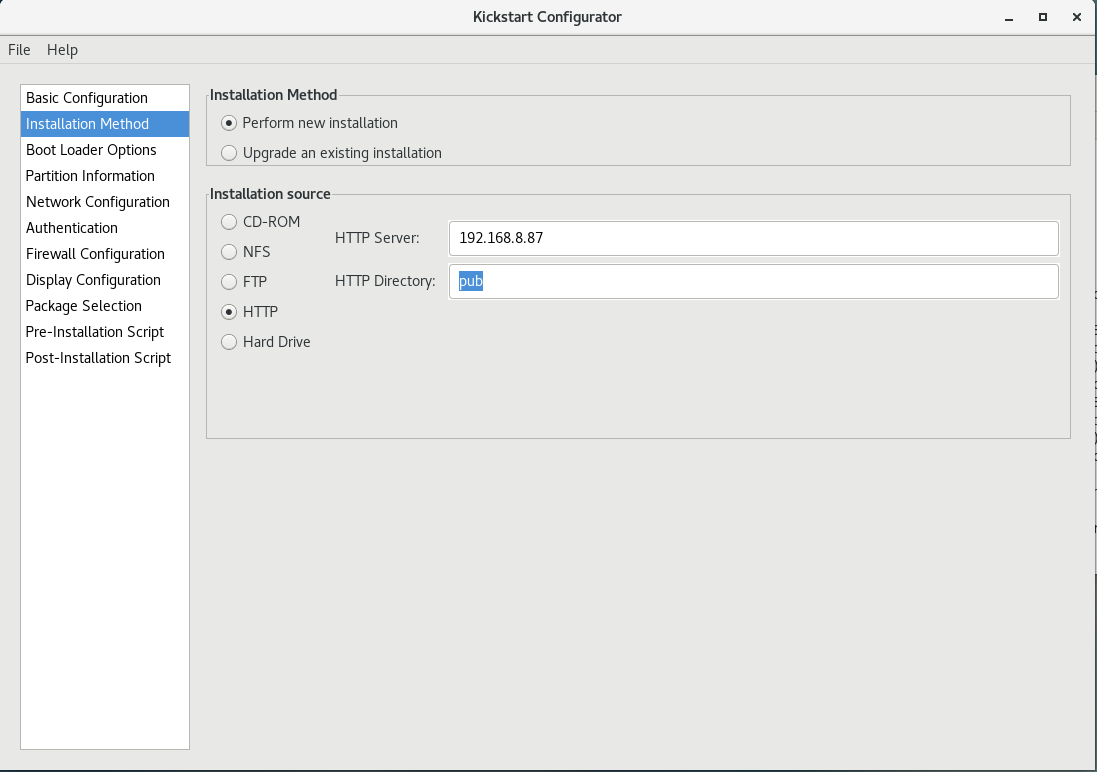 Kickstart Configurator
File Help
Basic Configuration
Installation Method
Boot Loader Options
Partition Information
Network Configuration
Authentication
Firewall Configuration
Display Configuration
Package Selection
Pre-Installation Script
Post-Installation Script
Installation Method
Perform new installation
Upgrade an existing installation
Installation source
CD-ROM
NFS
FTP
HTTP
Hard Drive
HTTP Server: 192.168.8.87
HTTP Directory: pub